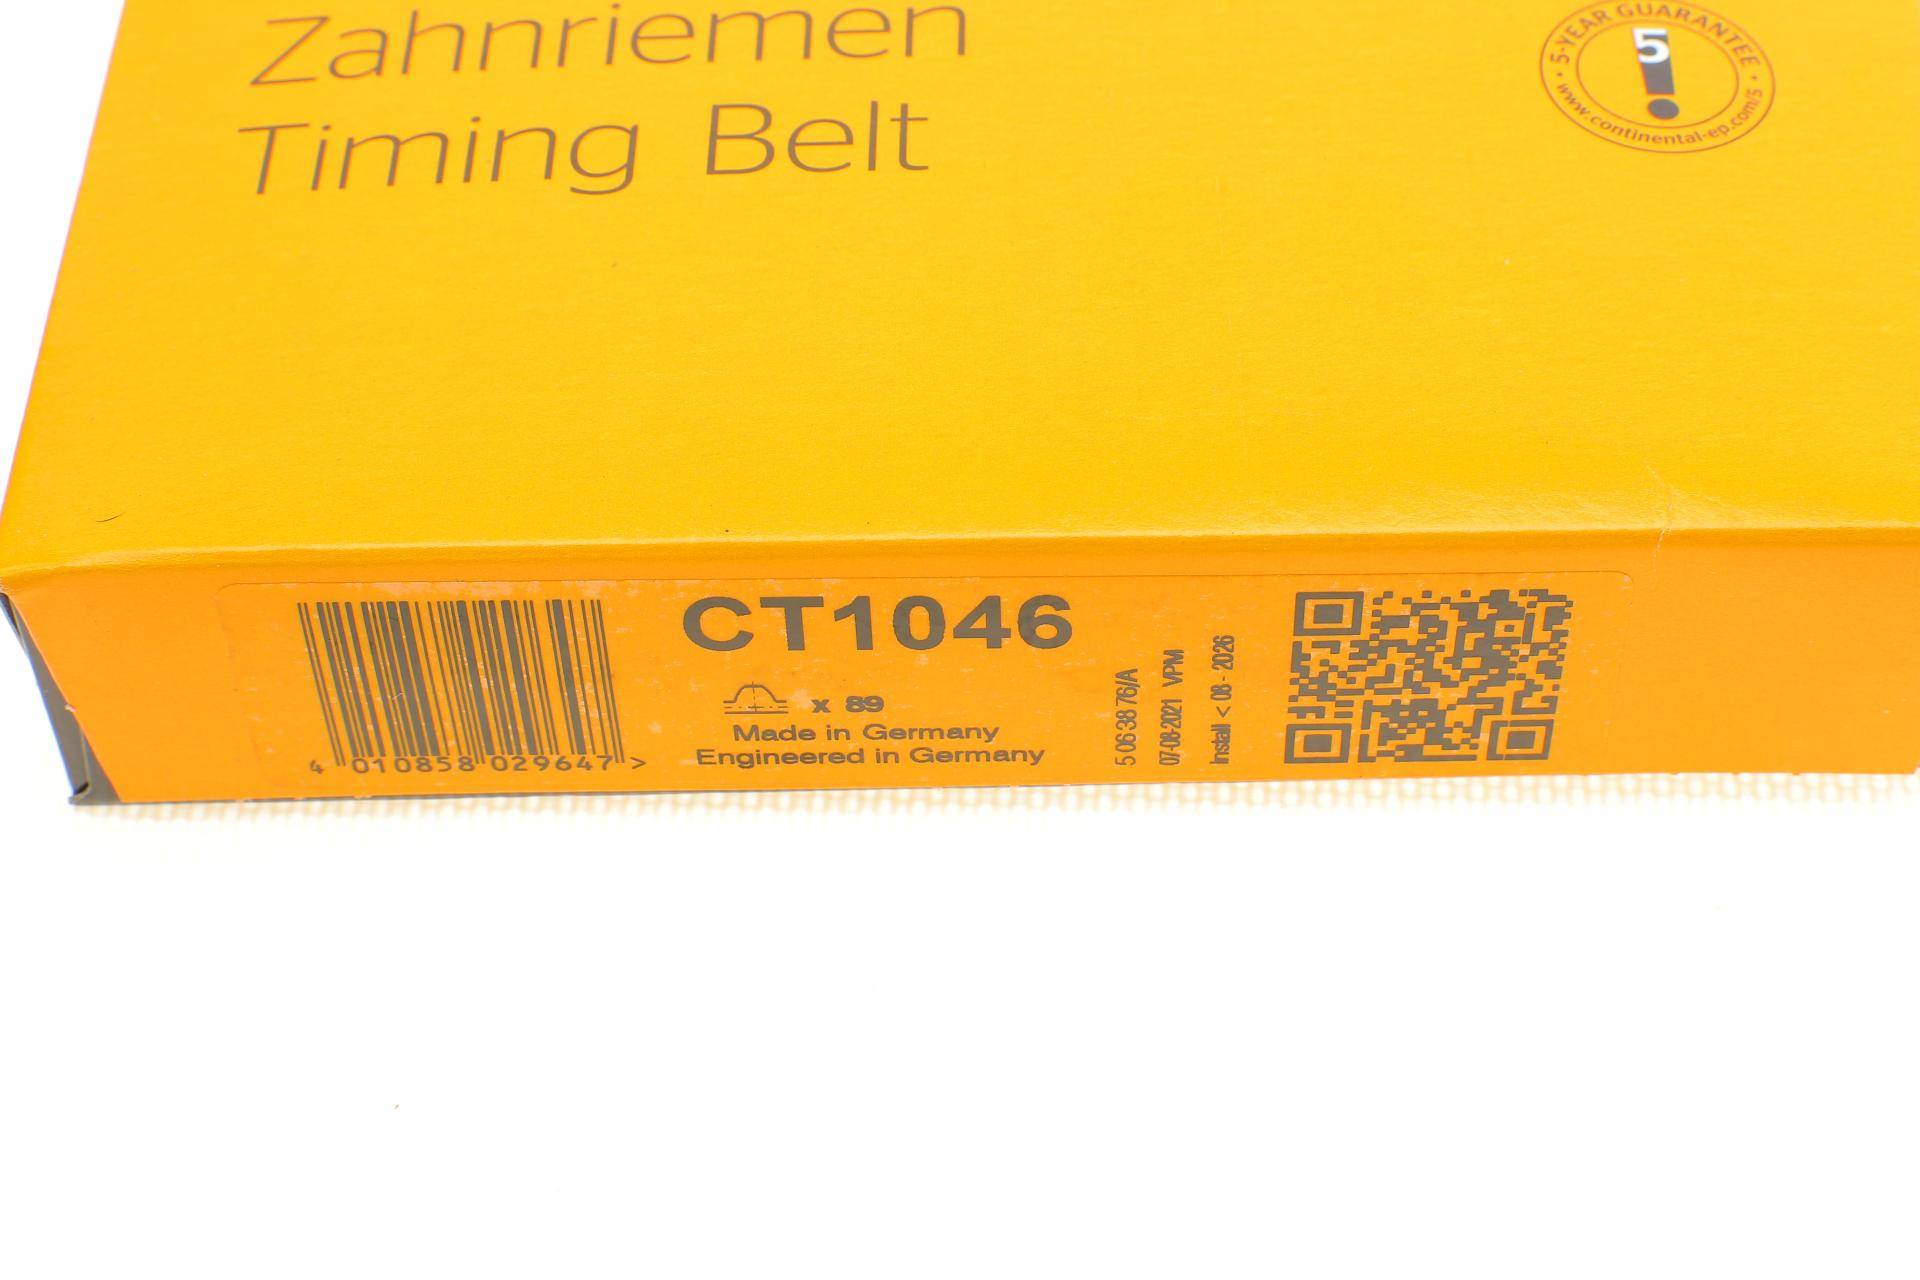 Zahnriemen
Timing Belt
5-YEAR GUARANTEE
5
www.continental-ep.com/5
CT1046
x 89
Made in Germany
Engineered in Germany
4 010858 029647 >
5 06 38 76/A
07-08-2021 VPM
Install < 08 - 2026